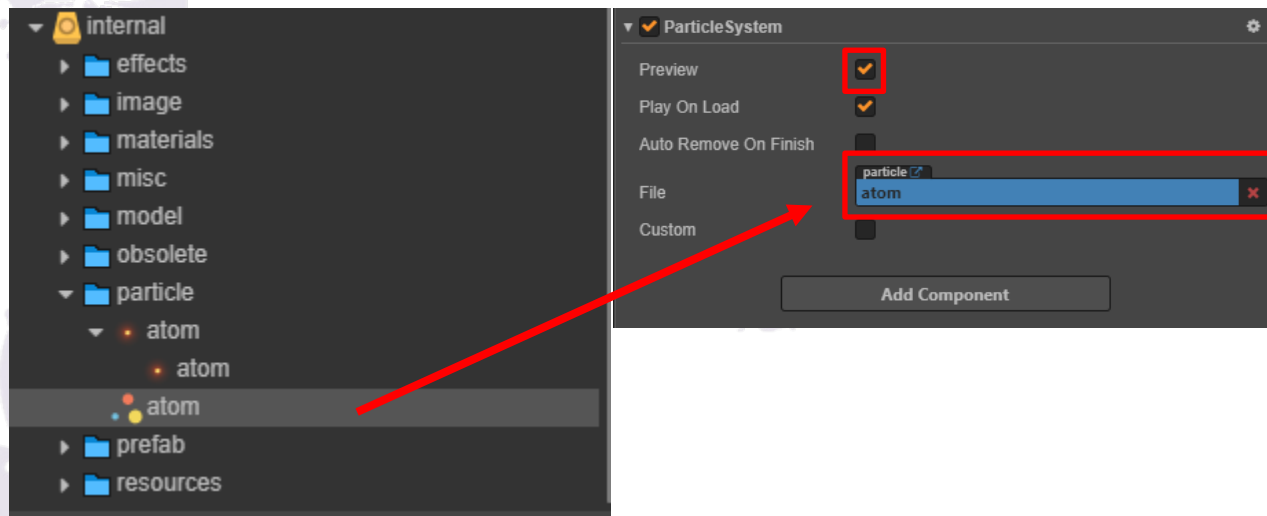 internal
effects
image
materials
misc
model
obsolete
particle
atom
atom
atom
prefab
resources
ParticleSystem
Preview
Play On Load
Auto Remove On Finish
particle
File
atom
Custom
Add Component